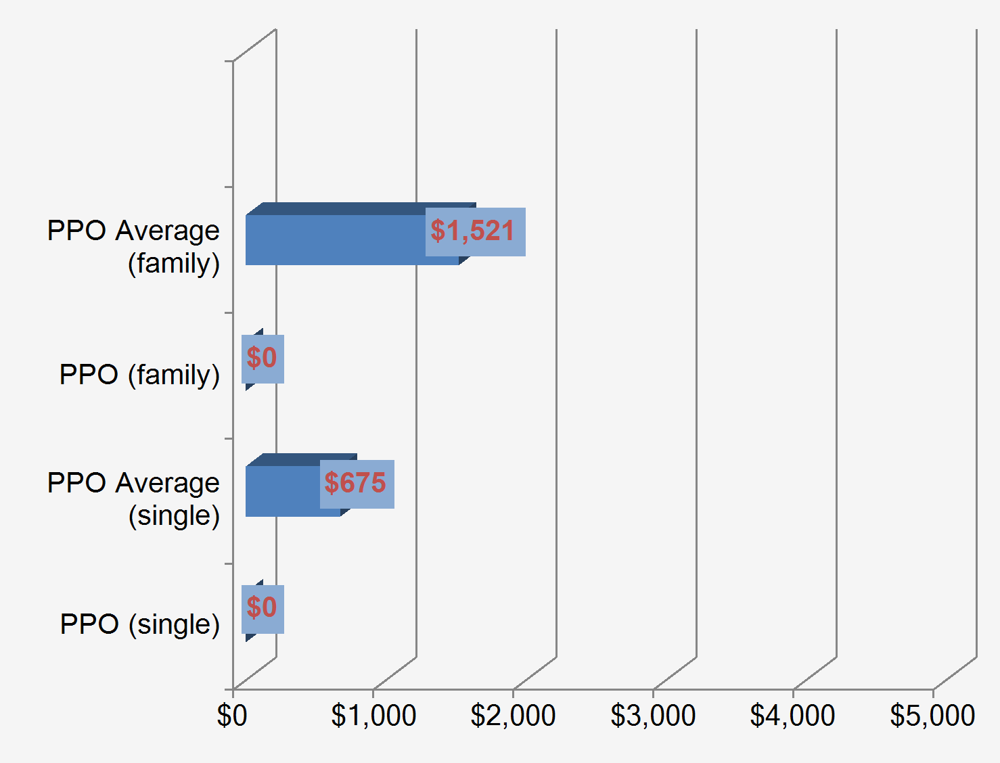 PPO Average
(family)
$1,521
PPO (family)
$0
PPO Average
(single)
$675
PPO (single)
$0
$0 $1,000 $2,000 $3,000 $4,000 $5,000